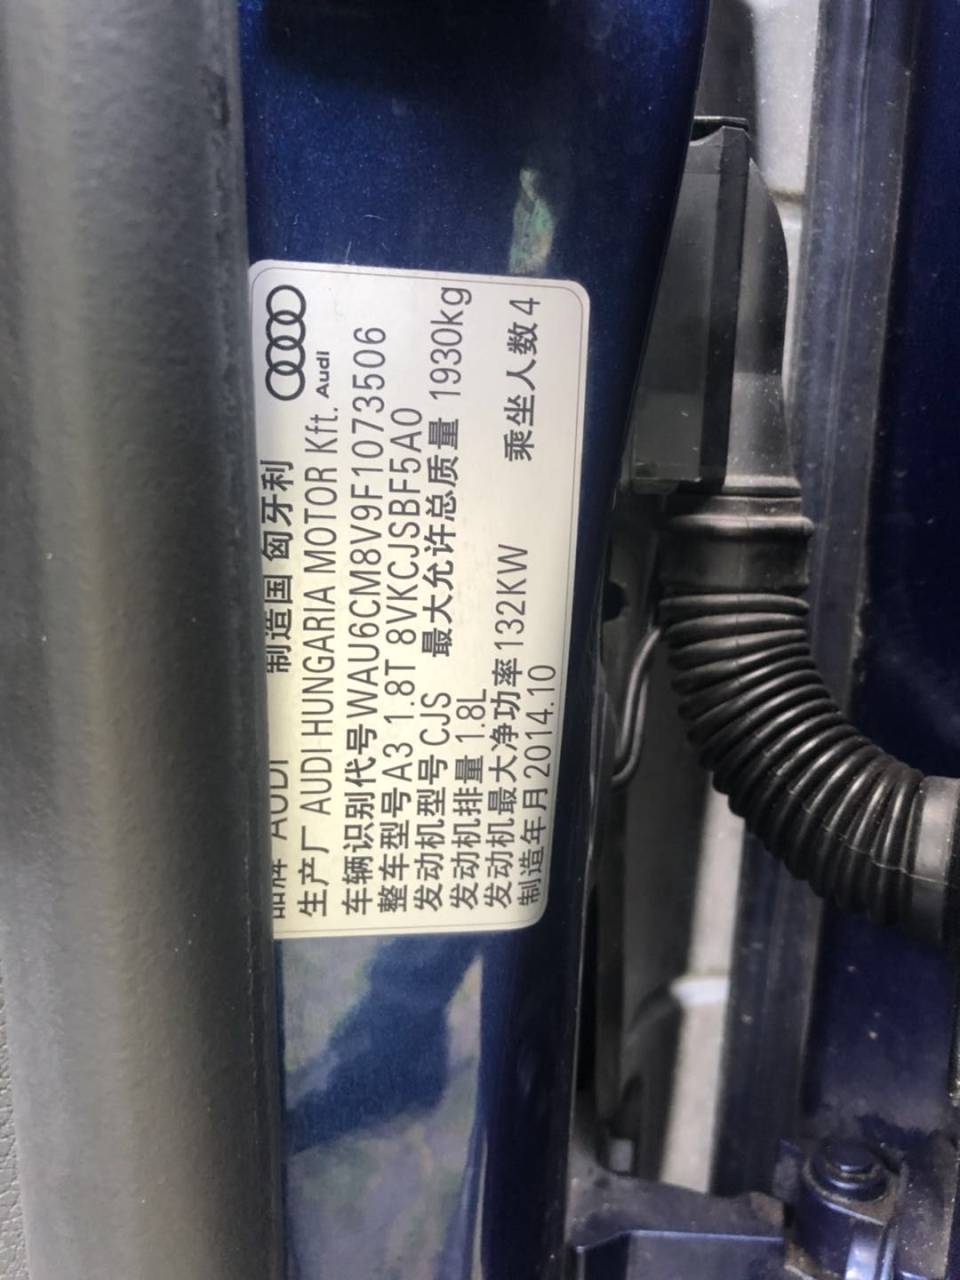 品牌 AUDI 制造国 匈牙利
生产厂 AUDI HUNGARIA MOTOR Kft. Audi
车辆识别代号WAU6CM8V9F1073506
整车型号A3 1.8T 8VKCJSBF5A0
发动机型号CJS 最大允许总质量 1930kg
发动机排量 1.8L
发动机最大净功率132KW 乘坐人数4
制造年月2014.10